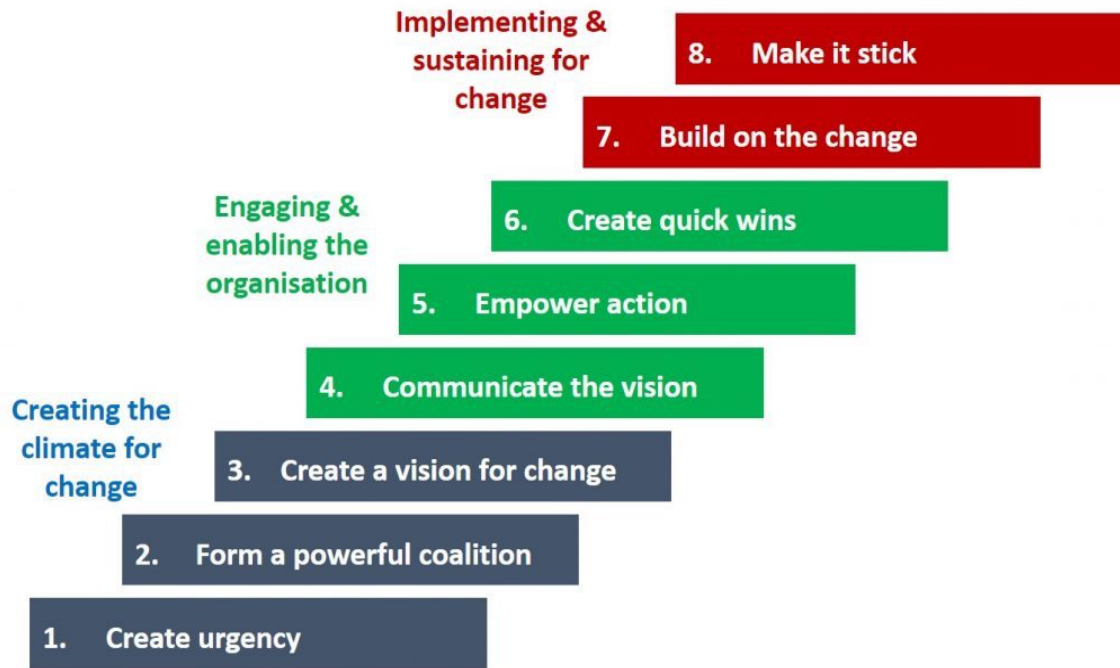 Implementing &
sustaining for
change
8. Make it stick
7. Build on the change
Engaging &
enabling the
organisation
6. Create quick wins
5. Empower action
4. Communicate the vision
Creating the
climate for
change
3. Create a vision for change
2. Form a powerful coalition
1. Create urgency